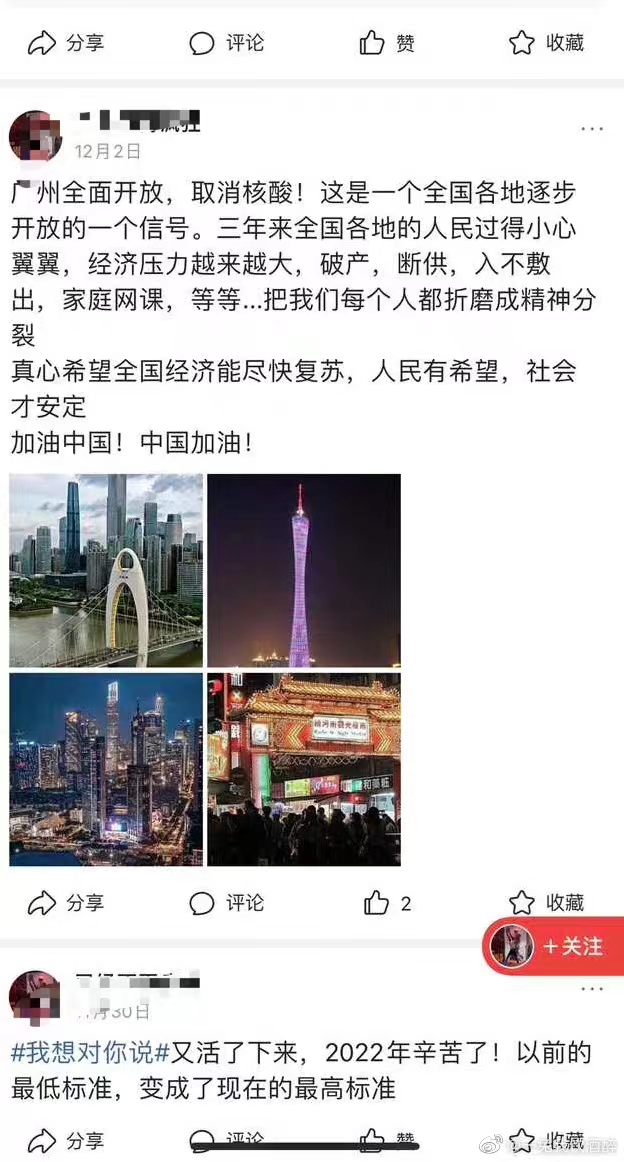 分享 评论 赞 收藏
12月2日
广州全面开放，取消核酸！这是一个全国各地逐步
开放的一个信号。三年来全国各地的人民过得小心
翼翼，经济压力越来越大，破产，断供，入不敷
出，家庭网课，等等...把我们每个人都折磨成精神分
裂
真心希望全国经济能尽快复苏，人民有希望，社会
才安定
加油中国！中国加油！
分享 评论 2 收藏
+关注
月30日
#我想对你说#又活了下来，2022年辛苦了！以前的
最低标准，变成了现在的最高标准
分享 评论 赞 收藏